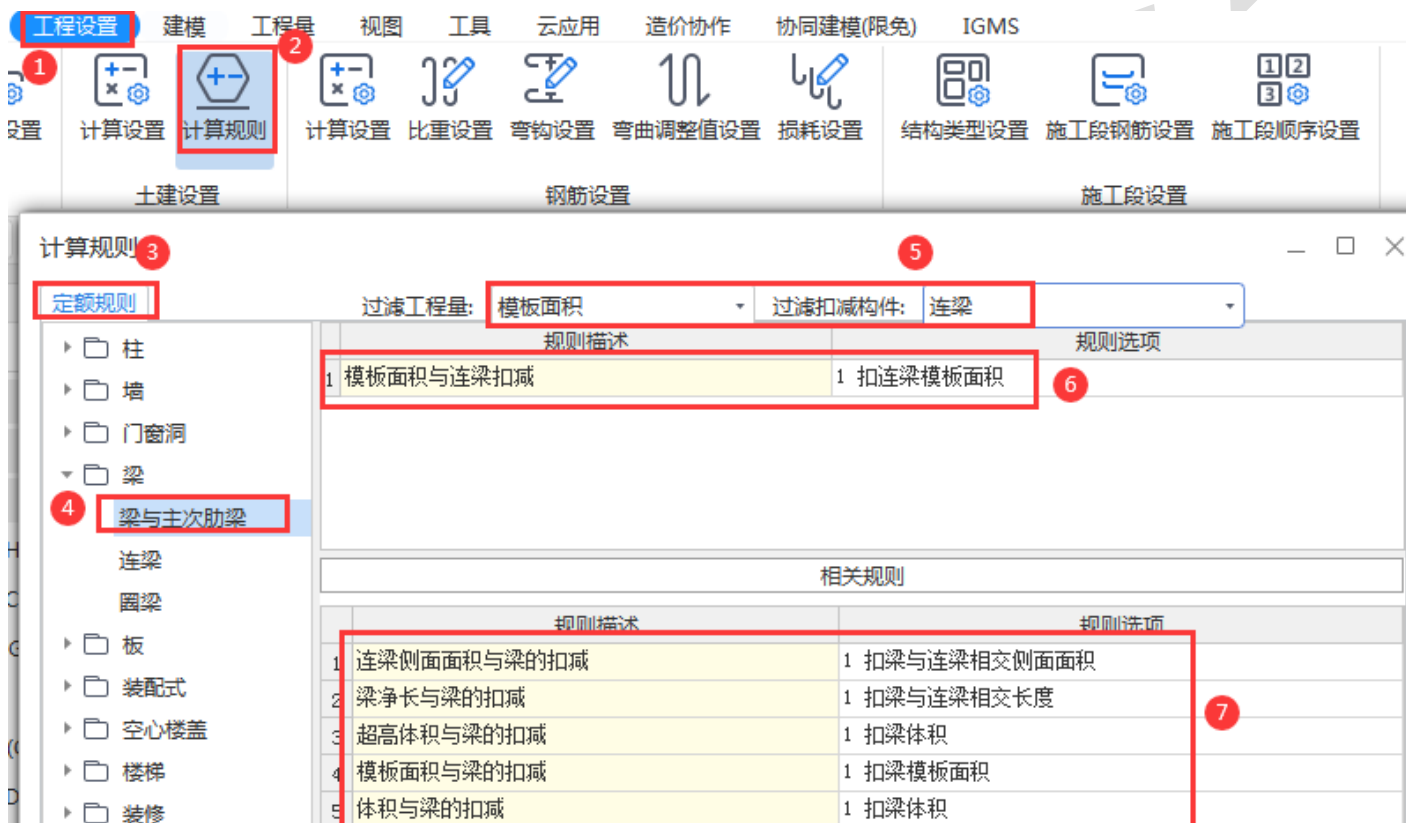 工程设置 建模 工程量 视图 工具 云应用 造价协作 协同建模(限免) IGMS
1 2
设置 计算设置 计算规则 计算设置 比重设置 弯钩设置 弯曲调整值设置 损耗设置 结构类型设置 施工段钢筋设置 施工段顺序设置
土建设置 钢筋设置 施工段设置
计算规则 3 5
定额规则 过滤工程量: 模板面积 过滤扣减构件: 连梁
规则描述 规则选项
1 模板面积与连梁扣减 1 扣连梁模板面积 6
柱
墙
门窗洞
梁
4 梁与主次肋梁
连梁
圈梁
板
装配式
空心楼盖
楼梯
装修
相关规则
规则描述 规则选项
1 连梁侧面面积与梁的扣减 1 扣梁与连梁相交侧面面积
2 梁净长与梁的扣减 1 扣梁与连梁相交长度
7
3 超高体积与梁的扣减 1 扣梁体积
4 模板面积与梁的扣减 1 扣梁模板面积
5 体积与梁的扣减 1 扣梁体积